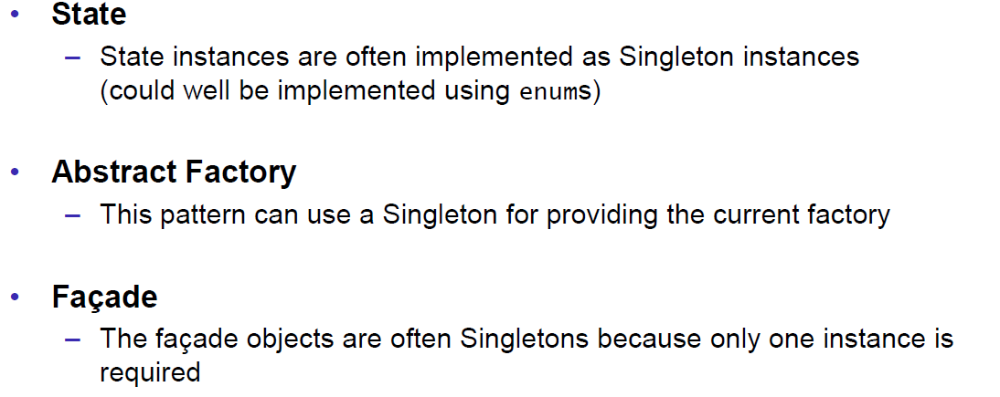 • State
– State instances are often implemented as Singleton instances
(could well be implemented using enums)
• Abstract Factory
– This pattern can use a Singleton for providing the current factory
• Façade
– The façade objects are often Singletons because only one instance is
required